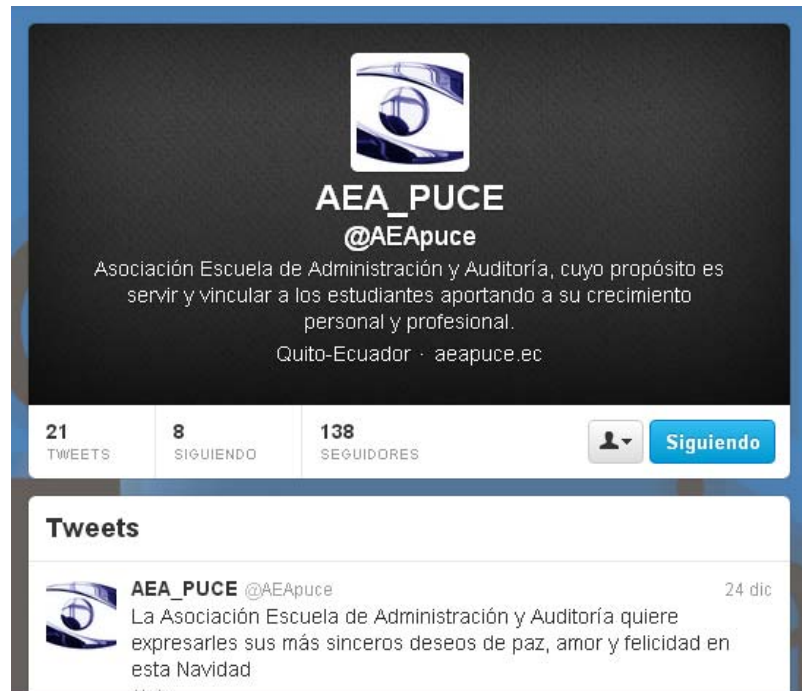 AEA_PUCE
@AEApuce
Asociación Escuela de Administración y Auditoría, cuyo propósito es
servir y vincular a los estudiantes aportando a su crecimiento
personal y profesional.
Quito-Ecuador · aeapuce.ec
21
TWEETS
8
SIGUIENDO
138
SEGUIDORES
Siguiendo
Tweets
AEA_PUCE @AEApuce 24 dic
La Asociación Escuela de Administración y Auditoría quiere
expresarles sus más sinceros deseos de paz, amor y felicidad en
esta Navidad